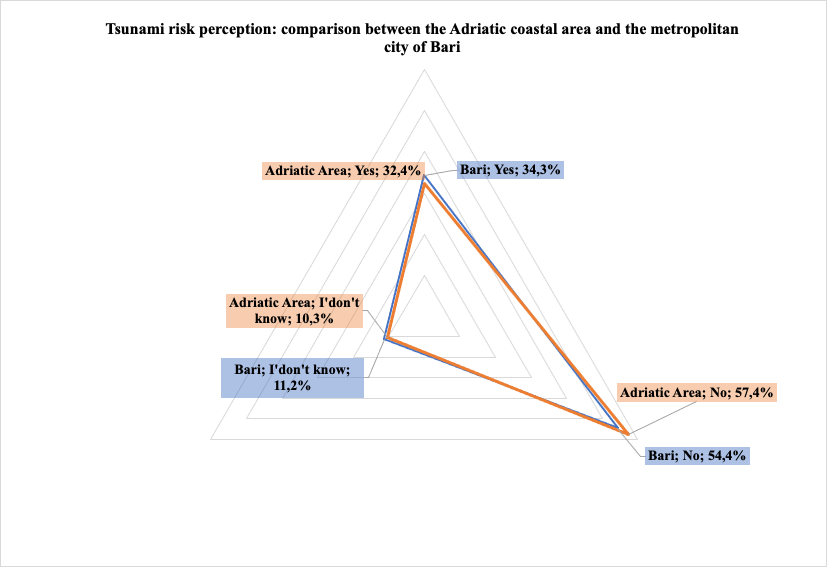 Tsunami risk perception: comparison between the Adriatic coastal area and the metropolitan
city of Bari
Adriatic Area; Yes; 32,4%
Bari; Yes; 34,3%
Adriatic Area; I'don't
know; 10,3%
Bari; I'don't know;
11,2%
Adriatic Area; No; 57,4%
Bari; No; 54,4%